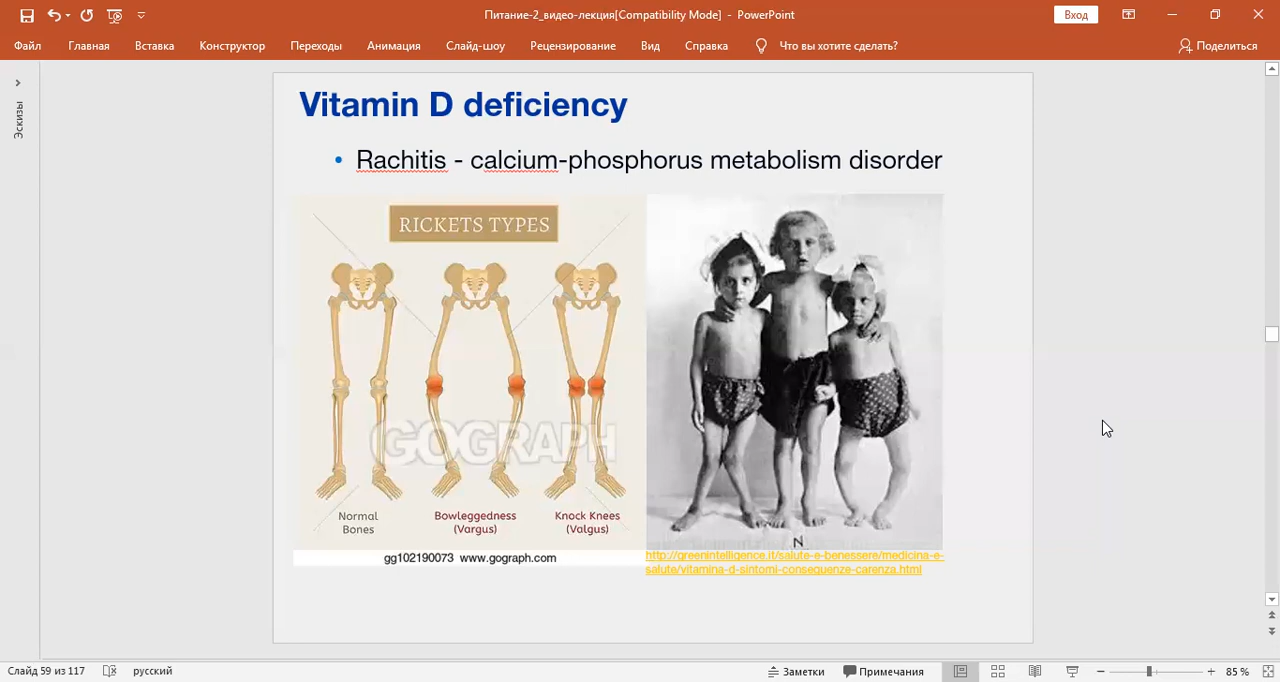 Питание-2_видео-лекция[Compatibility Mode] - PowerPoint
Вход
Файл Главная Вставка Конструктор Переходы Анимация Слайд-шоу Рецензирование Вид Справка Что вы хотите сделать? Поделиться
Эскизы
Vitamin D deficiency
• Rachitis - calcium-phosphorus metabolism disorder
RICKETS TYPES
GOGRAPH
Normal
Bones
Bowleggedness
(Vargus)
Knock Knees
(Valgus)
N
gg102190073 www.gograph.com
http://greenintelligence.it/salute-e-benessere/medicina-e-
salute/vitamina-d-sintomi-conseguenze-carenza.html
Слайд 59 из 117 русский Заметки Примечания 85 %